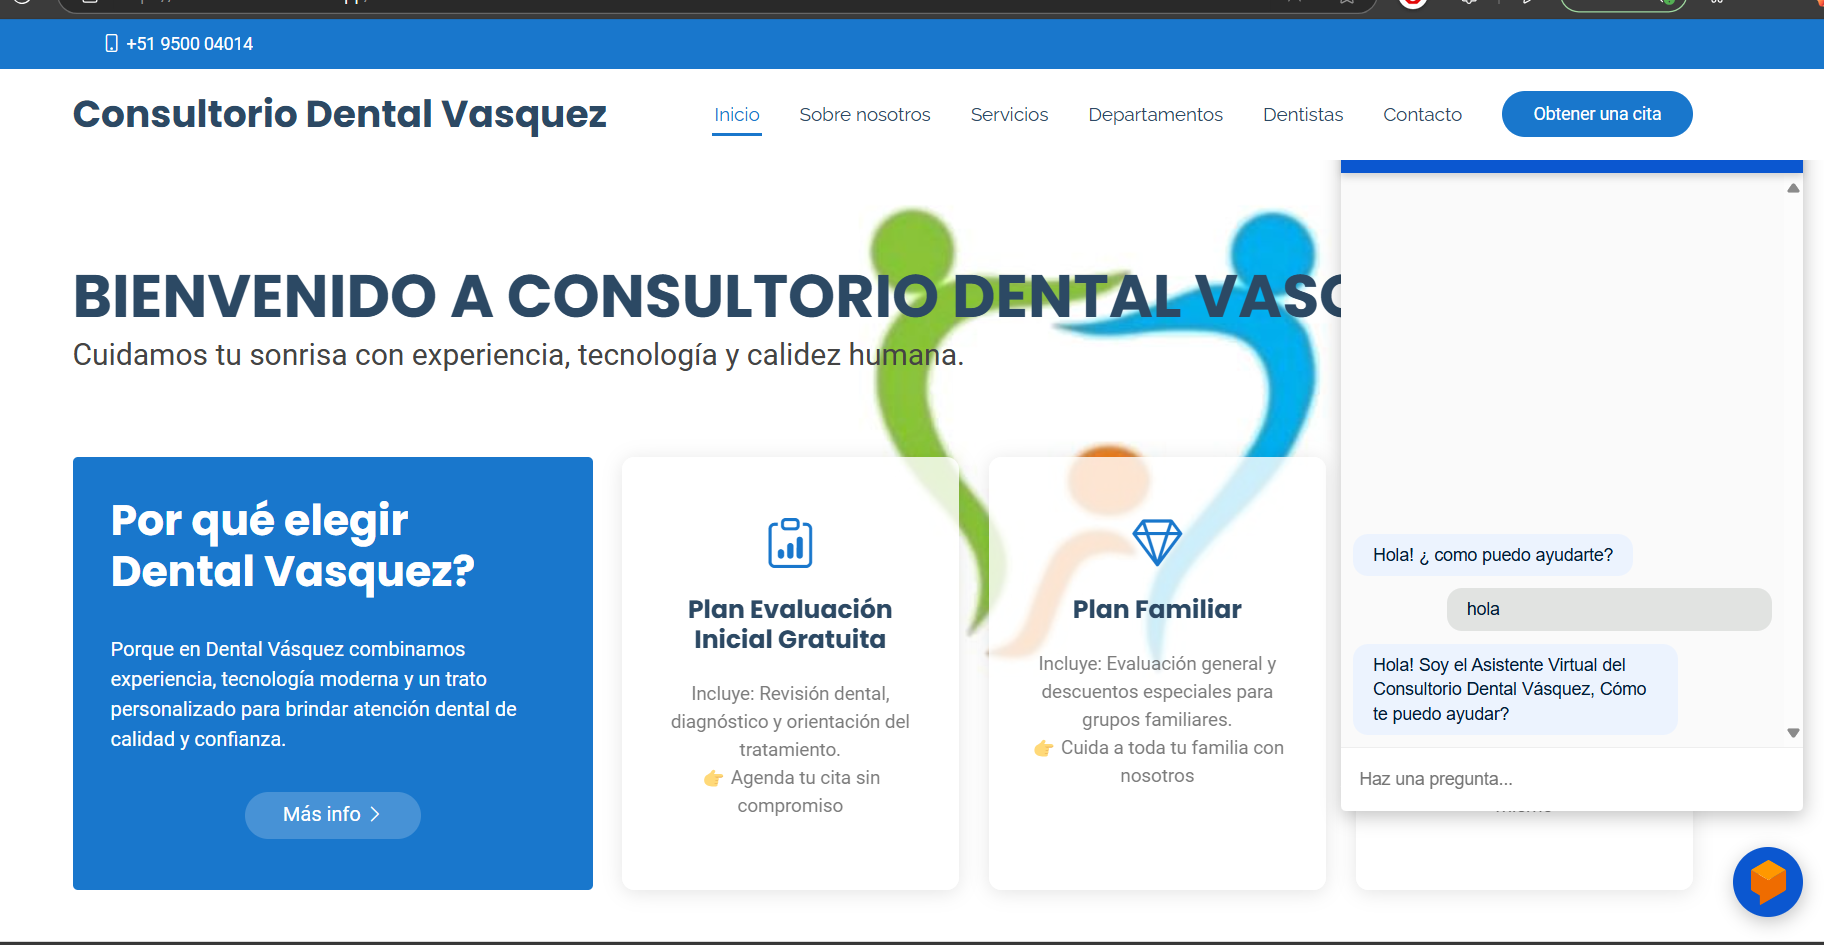 +51 9500 04014
Consultorio Dental Vasquez
Inicio
Sobre nosotros
Servicios
Departamentos
Dentistas
Contacto
Obtener una cita
BIENVENIDO A CONSULTORIO DENTAL
Cuidamos tu sonrisa con experiencia, tecnología y calidez humana.
Por qué elegir
Dental Vasquez?
Porque en Dental Vásquez combinamos
experiencia, tecnología moderna y un trato
personalizado para brindar atención dental de
calidad y confianza.
Más info
Plan Evaluación
Inicial Gratuita
Incluye: Revisión dental,
diagnóstico y orientación del
tratamiento.
👉 Agenda tu cita sin
compromiso
Plan Familiar
Incluye: Evaluación general y
descuentos especiales para
grupos familiares.
👉 Cuida a toda tu familia con
nosotros
Hola! ¿ como puedo ayudarte?
hola
Hola! Soy el Asistente Virtual del
Consultorio Dental Vásquez, Cómo
te puedo ayudar?
Haz una pregunta...